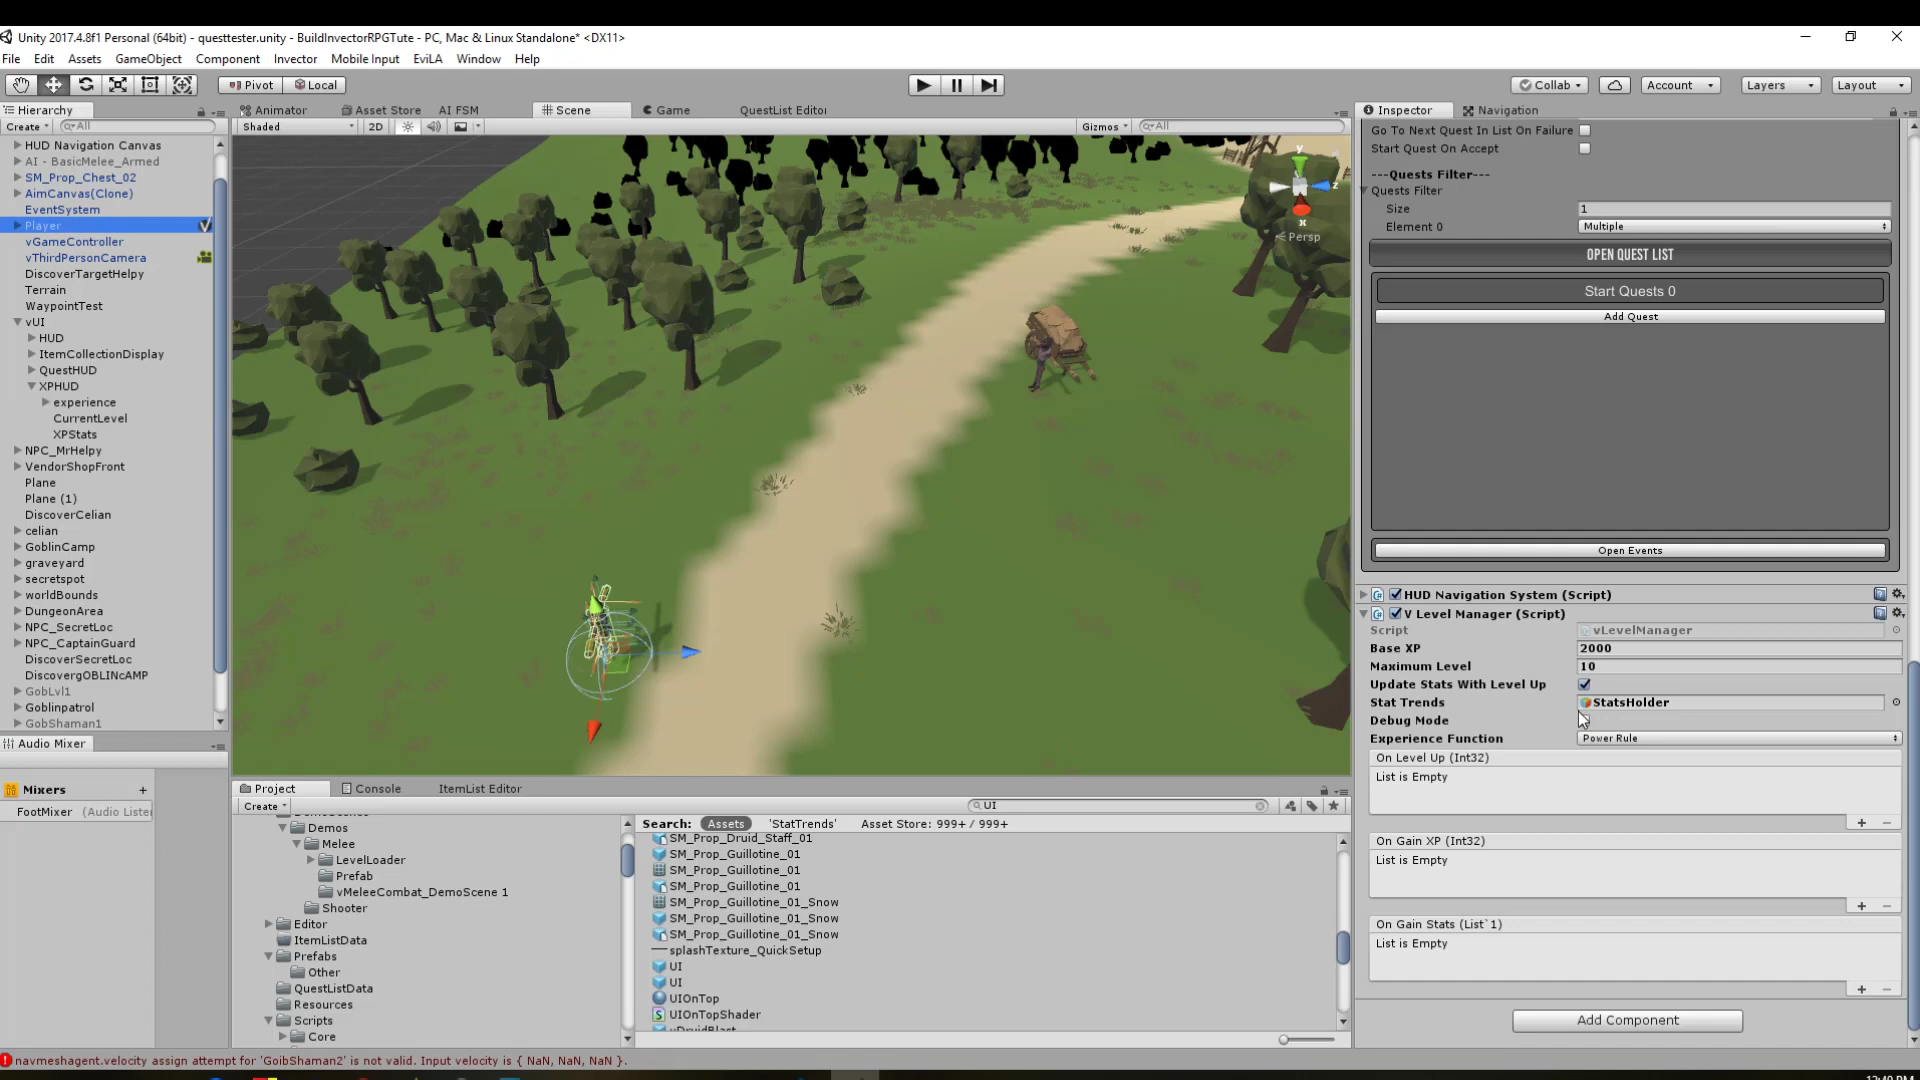 Unity 2017.4.8f1 Personal (64bit) - questtester.unity - BuildInvectorRPGTute - PC, Mac & Linux Standalone* <DX11>
File Edit Assets GameObject Component Invector Mobile Input EviLA Window Help
Pivot Local Collab Account Layers Layout
Hierarchy
Create All
HUD Navigation Canvas
AI - BasicMelee_Armed
SM_Prop_Chest_02
AimCanvas(Clone)
EventSystem
Player
vGameController
vThirdPersonCamera
DiscoverTargetHelpy
Terrain
WaypointTest
vUI
HUD
ItemCollectionDisplay
QuestHUD
XPHUD
experience
CurrentLevel
XPStats
NPC_MrHelpy
VendorShopFront
Plane
Plane (1)
DiscoverCelian
celian
GoblinCamp
graveyard
secretspot
worldBounds
DungeonArea
NPC_SecretLoc
NPC_CaptainGuard
DiscoverSecretLoc
DiscovergOBLINcAMP
GobLvl1
Goblinpatrol
GobShaman1
Audio Mixer
Mixers +
FootMixer (Audio Listen
Animator Asset Store AI FSM Scene Game QuestList Editor
Shaded 2D Gizmos All
y
z
x
Persp
Project Console ItemList Editor
Create UI
Demos
Melee
LevelLoader
Prefab
vMeleeCombat_DemoScene 1
Shooter
Editor
ItemListData
Prefabs
Other
QuestListData
Resources
Scripts
Core
Search: Assets 'StatTrends' Asset Store: 999+ / 999+
SM_Prop_Druid_Staff_01
SM_Prop_Guillotine_01
SM_Prop_Guillotine_01
SM_Prop_Guillotine_01
SM_Prop_Guillotine_01_Snow
SM_Prop_Guillotine_01_Snow
SM_Prop_Guillotine_01_Snow
splashTexture_QuickSetup
UI
UI
UIOnTop
UIOnTopShader
vDruidBlast
Inspector Navigation
Go To Next Quest In List On Failure
Start Quest On Accept
---Quests Filter---
Quests Filter
Size 1
Element 0 Multiple
OPEN QUEST LIST
Start Quests 0
Add Quest
Open Events
HUD Navigation System (Script)
V Level Manager (Script)
Script vLevelManager
Base XP 2000
Maximum Level 10
Update Stats With Level Up
Stat Trends StatsHolder
Debug Mode
Experience Function Power Rule
On Level Up (Int32)
List is Empty
On Gain XP (Int32)
List is Empty
On Gain Stats (List`1)
List is Empty
Add Component
navmeshagent.velocity assign attempt for 'GoibShaman2' is not valid. Input velocity is { NaN, NaN, NaN }.